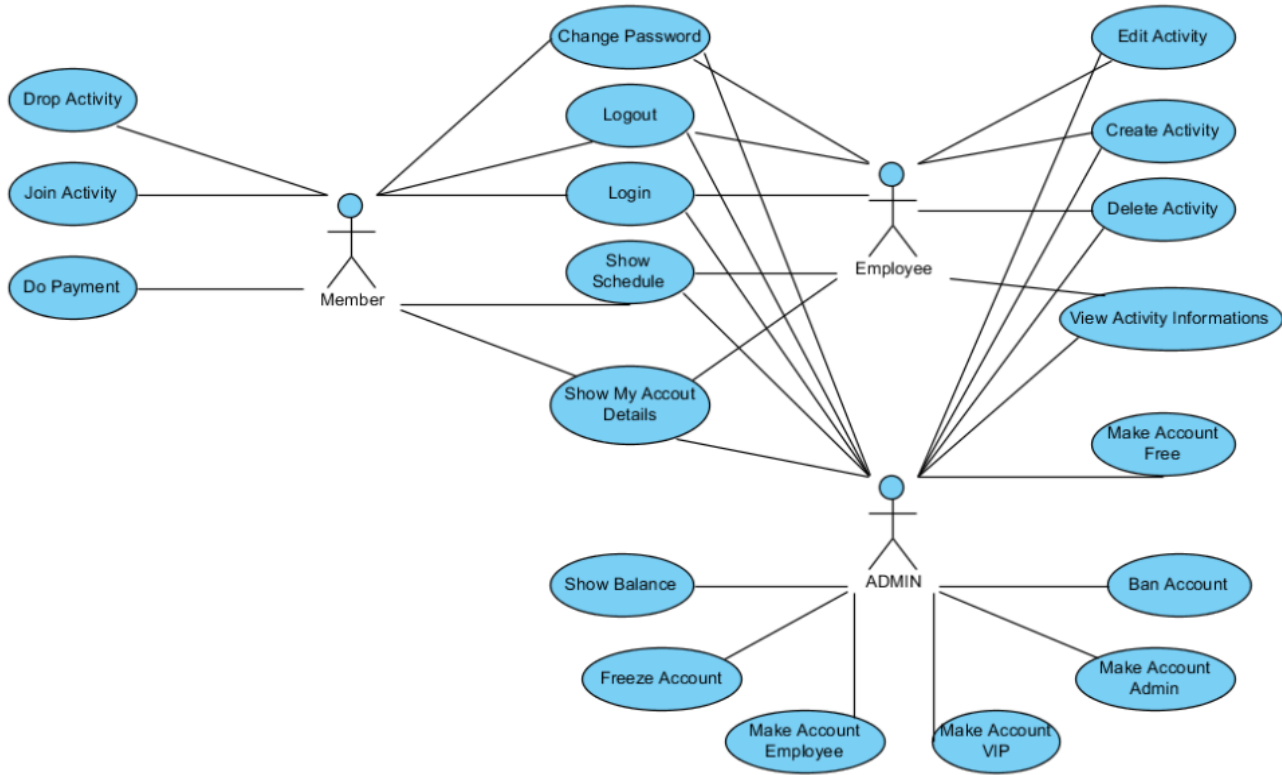 Change Password
Edit Activity
Drop Activity
Logout
Create Activity
Join Activity
Login
Delete Activity
Show
Schedule
Employee
Do Payment
Member
View Activity Informations
Show My Accout
Details
Make Account
Free
ADMIN
Show Balance
Ban Account
Freeze Account
Make Account
Admin
Make Account
Employee
Make Account
VIP